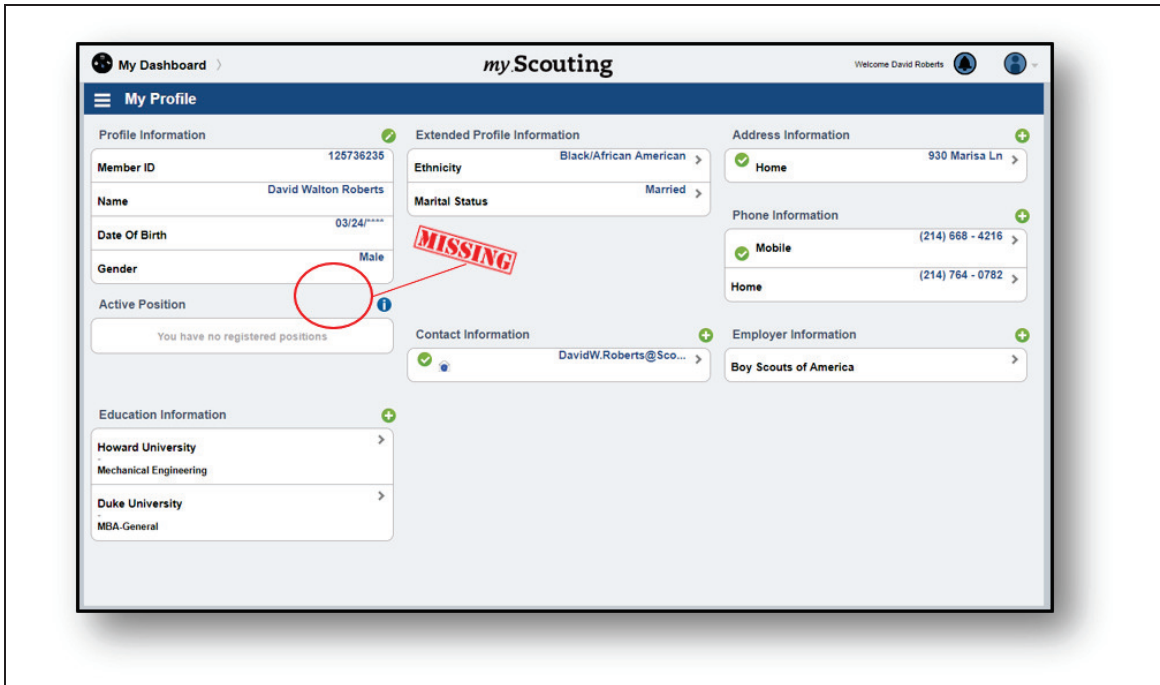 My Dashboard
my.Scouting
Welcome David Roberts
My Profile
Profile Information
Member ID
125736235
Name
David Walton Roberts
Date Of Birth
03/24/****
Gender
Male
Active Position
You have no registered positions
Education Information
Howard University
-
Mechanical Engineering
Duke University
-
MBA-General
Extended Profile Information
Ethnicity
Black/African American
Marital Status
Married
MISSING
Contact Information
DavidW.Roberts@Sco...
Address Information
Home
930 Marisa Ln
Phone Information
Mobile
(214) 668 - 4216
Home
(214) 764 - 0782
Employer Information
Boy Scouts of America